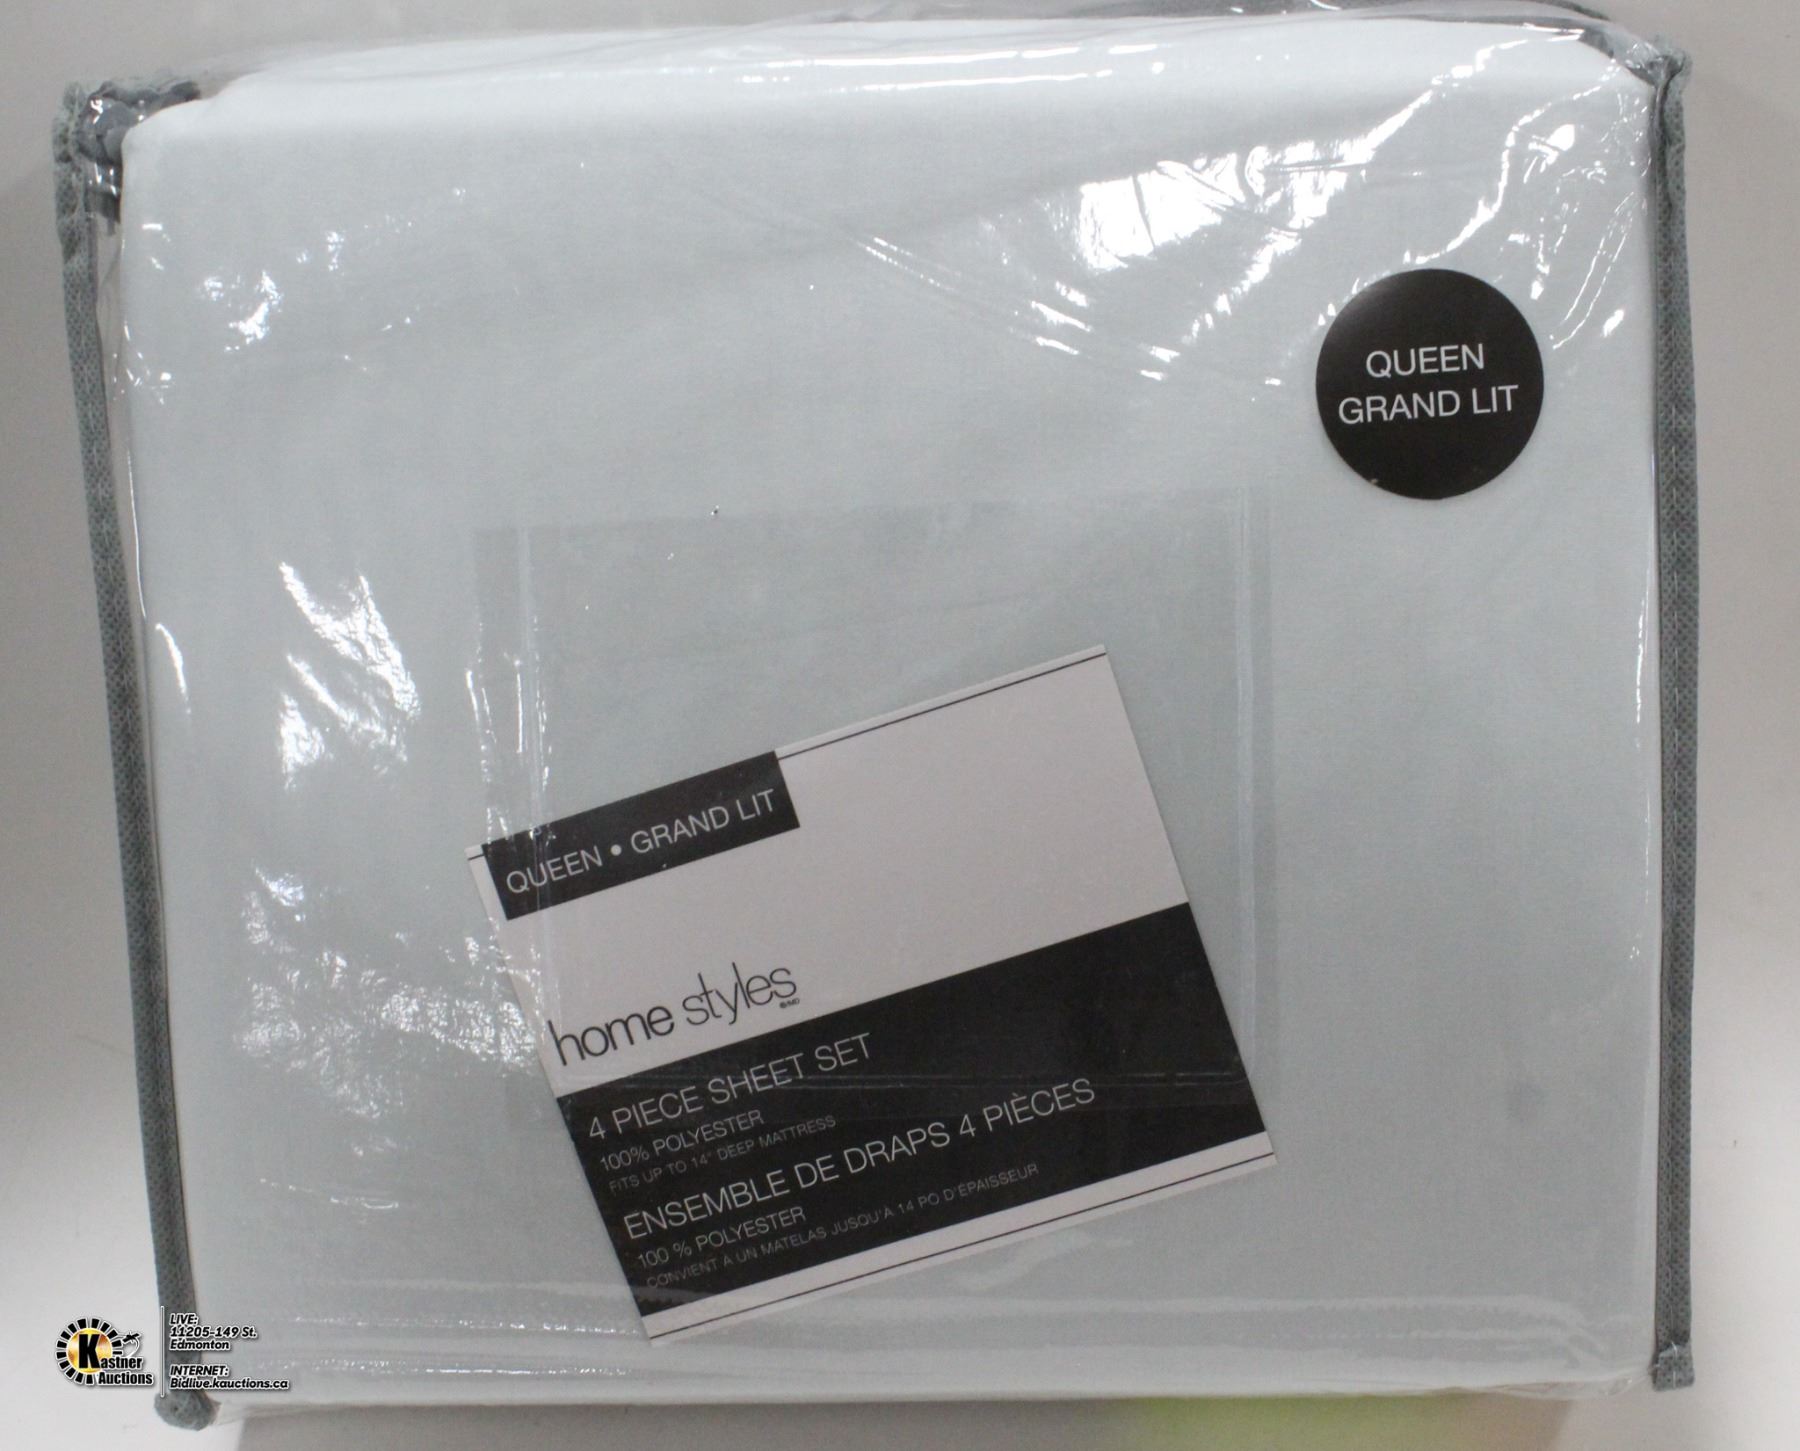 QUEEN
GRAND LIT
QUEEN • GRAND LIT
home styles
®/MD
4 PIECE SHEET SET
100% POLYESTER
FITS UP TO 14" DEEP MATTRESS
ENSEMBLE DE DRAPS 4 PIÈCES
100 % POLYESTER
CONVIENT À UN MATELAS JUSQU'À 14 PO D'ÉPAISSEUR
Kastner
Auctions
LIVE:
11205-149 St.
Edmonton
INTERNET:
Bidlive.kauctions.ca